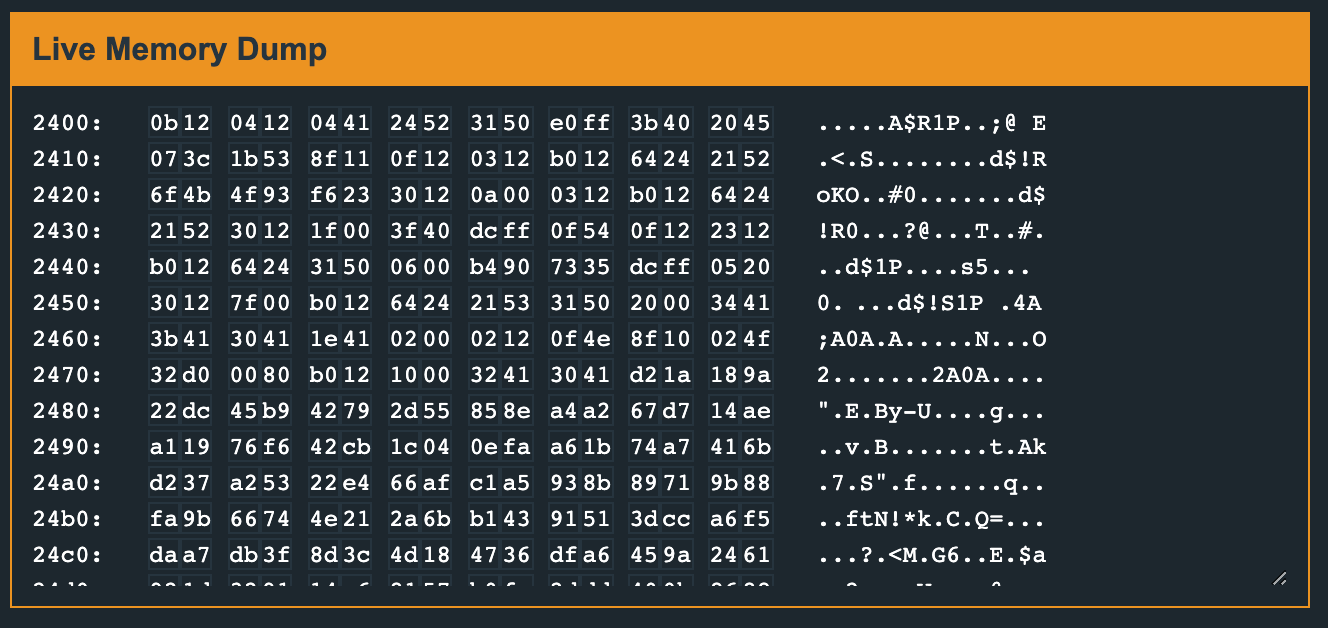 Live Memory Dump
2400: 0b12 0412 0441 2452 3150 e0ff 3b40 2045 .....A$R1P..;@ E
2410: 073c 1b53 8f11 0f12 0312 b012 6424 2152 .<.S........d$!R
2420: 6f4b 4f93 f623 3012 0a00 0312 b012 6424 oKO..#0.......d$
2430: 2152 3012 1f00 3f40 dcff 0f54 0f12 2312 !R0...?@...T..#.
2440: b012 6424 3150 0600 b490 7335 dcff 0520 ..d$1P....s5...
2450: 3012 7f00 b012 6424 2153 3150 2000 3441 0. ...d$!S1P .4A
2460: 3b41 3041 1e41 0200 0212 0f4e 8f10 024f ;A0A.A.....N...O
2470: 32d0 0080 b012 1000 3241 3041 d21a 189a 2.......2A0A....
2480: 22dc 45b9 4279 2d55 858e a4a2 67d7 14ae ".E.By-U....g...
2490: a119 76f6 42cb 1c04 0efa a61b 74a7 416b ..v.B.......t.Ak
24a0: d237 a253 22e4 66af c1a5 938b 8971 9b88 .7.S".f......q..
24b0: fa9b 6674 4e21 2a6b b143 9151 3dcc a6f5 ..ftN!*k.C.Q=...
24c0: daa7 db3f 8d3c 4d18 4736 dfa6 459a 2461 ...?.<M.G6..E.$a